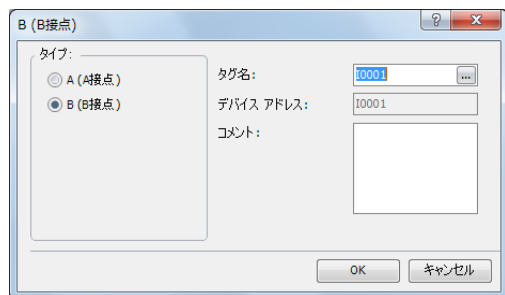 B (B接点)
タイプ:
A (A接点)
B (B接点)
タグ名:
I0001
...
デバイス アドレス:
I0001
コメント:
OK
キャンセル